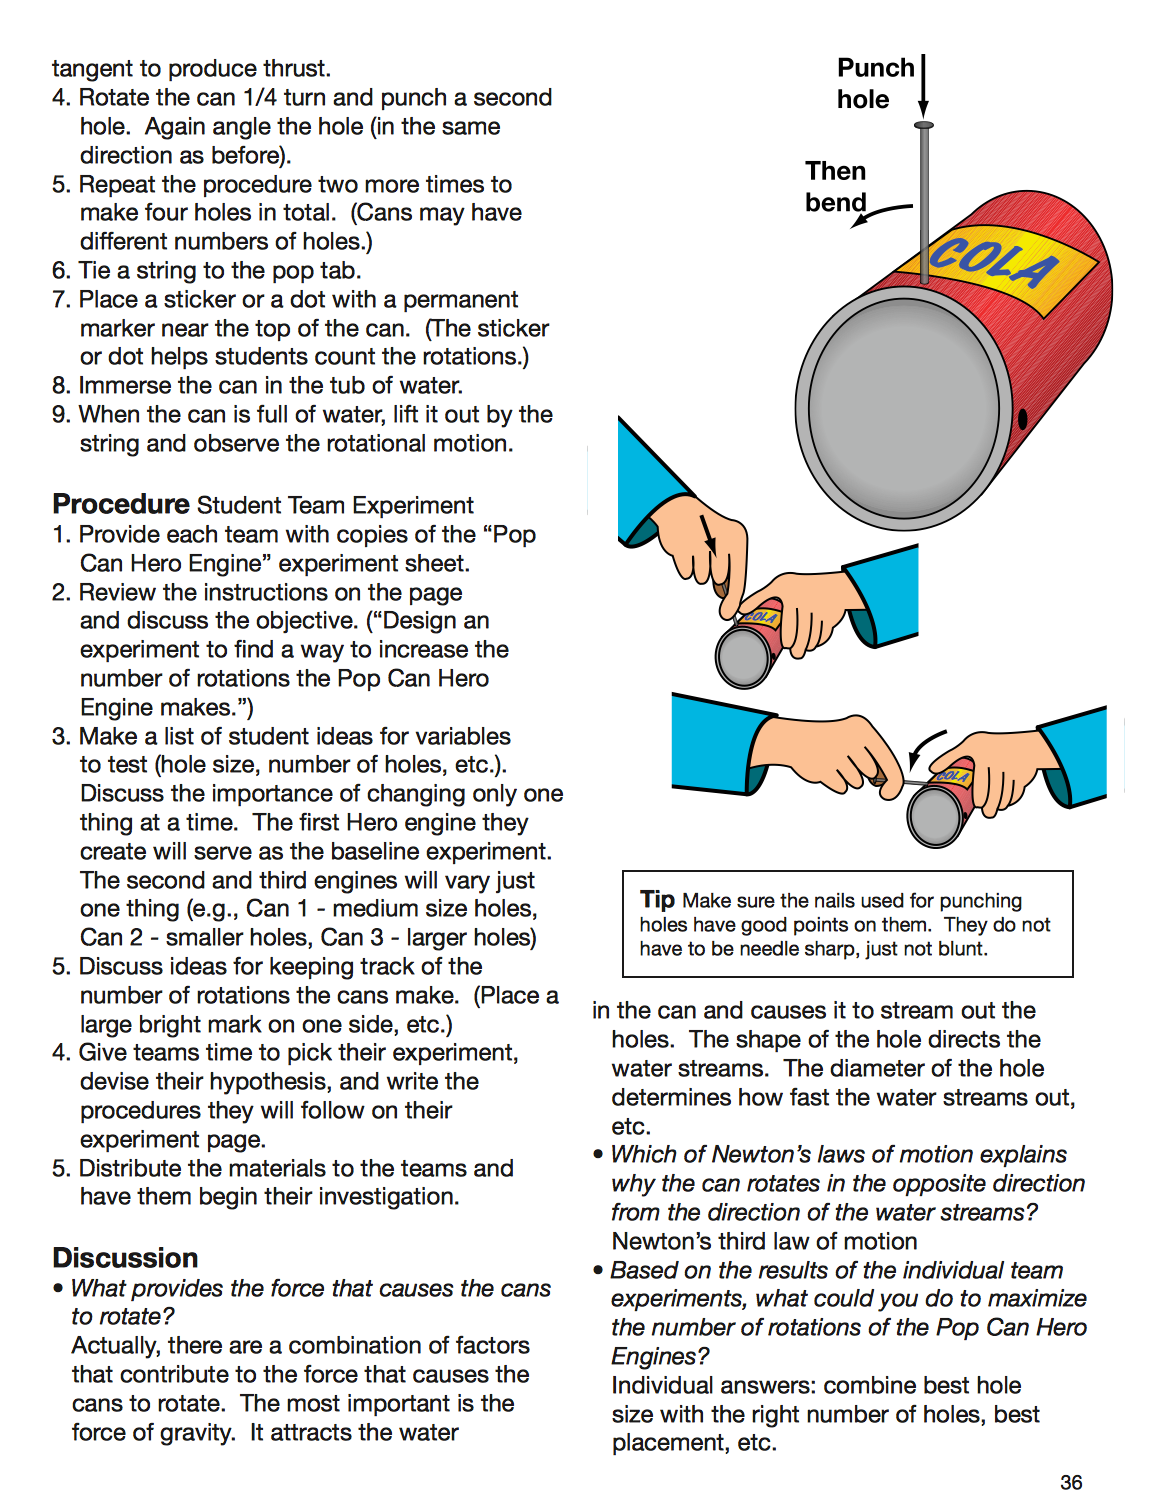 tangent to produce thrust.
4. Rotate the can 1/4 turn and punch a second
hole.  Again angle the hole (in the same
direction as before).
5. Repeat the procedure two more times to
make four holes in total.  (Cans may have
different numbers of holes.)
6. Tie a string to the pop tab.
7. Place a sticker or a dot with a permanent
marker near the top of the can.  (The sticker
or dot helps students count the rotations.)
8. Immerse the can in the tub of water.
9. When the can is full of water, lift it out by the
string and observe the rotational motion.
Procedure Student Team Experiment
1. Provide each team with copies of the “Pop
Can Hero Engine” experiment sheet.
2. Review the instructions on the page
and discuss the objective. (“Design an
experiment to find a way to increase the
number of rotations the Pop Can Hero
Engine makes.”)
3. Make a list of student ideas for variables
to test (hole size, number of holes, etc.).
Discuss the importance of changing only one
thing at a time.  The first Hero engine they
create will serve as the baseline experiment.
The second and third engines will vary just
one thing (e.g., Can 1 - medium size holes,
Can 2 - smaller holes, Can 3 - larger holes)
5. Discuss ideas for keeping track of the
number of rotations the cans make.  (Place a
large bright mark on one side, etc.)
4. Give teams time to pick their experiment,
devise their hypothesis, and write the
procedures they will follow on their
experiment page.
5. Distribute the materials to the teams and
have them begin their investigation.
Discussion
• What provides the force that causes the cans
to rotate?
Actually, there are a combination of factors
that contribute to the force that causes the
cans to rotate.  The most important is the
force of gravity.  It attracts the water
Punch
hole
Then
bend
COLA
COLA
COLA
Tip Make sure the nails used for punching
holes have good points on them.  They do not
have to be needle sharp, just not blunt.
in the can and causes it to stream out the
holes.  The shape of the hole directs the
water streams.  The diameter of the hole
determines how fast the water streams out,
etc.
• Which of Newton’s laws of motion explains
why the can rotates in the opposite direction
from the direction of the water streams?
Newton’s third law of motion
• Based on the results of the individual team
experiments, what could you do to maximize
the number of rotations of the Pop Can Hero
Engines?
Individual answers: combine best hole
size with the right number of holes, best
placement, etc.
36